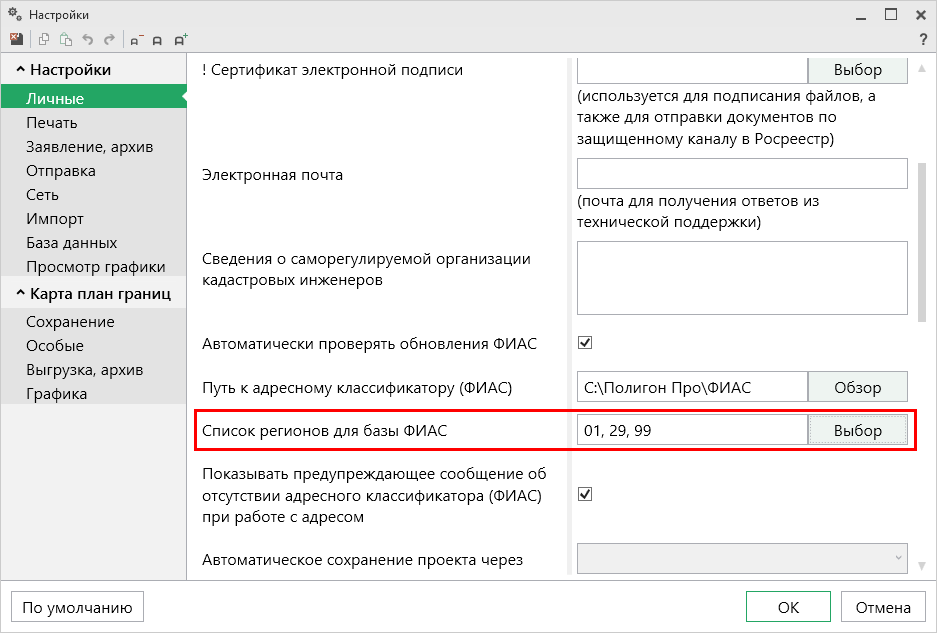 Настройки
?
Настройки
Личные
Печать
Заявление, архив
Отправка
Сеть
Импорт
База данных
Просмотр графики
Карта план границ
Сохранение
Особые
Выгрузка, архив
Графика
! Сертификат электронной подписи
Выбор
(используется для подписания файлов, а
также для отправки документов по
защищенному каналу в Росреестр)
Электронная почта
(почта для получения ответов из
технической поддержки)
Сведения о саморегулируемой организации
кадастровых инженеров
Автоматически проверять обновления ФИАС
Путь к адресному классификатору (ФИАС)
C:\Полигон Про\ФИАС
Обзор
Список регионов для базы ФИАС
01, 29, 99
Выбор
Показывать предупреждающее сообщение об
отсутствии адресного классификатора (ФИАС)
при работе с адресом
Автоматическое сохранение проекта через
По умолчанию
ОК
Отмена